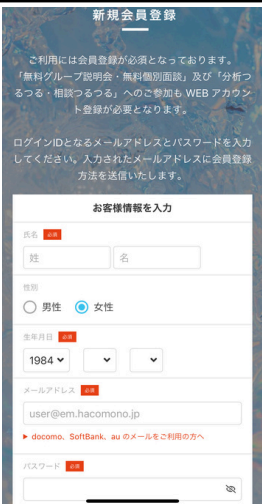 新規会員登録
ご利用には会員登録が必須となっております。
「無料グループ説明会・無料個別面談」及び「分析つ
るつる・相談つるつる」へのご参加も WEB アカウン
ト登録が必要となります。
ログインIDとなるメールアドレスとパスワードを入力
してください。入力されたメールアドレスに会員登録
方法を送信いたします。
お客様情報を入力
氏名 必須
姓 名
性別
男性 女性
生年月日 必須
1984
メールアドレス 必須
user@em.hacomono.jp
▶ docomo、SoftBank、au のメールをご利用の方へ
パスワード 必須